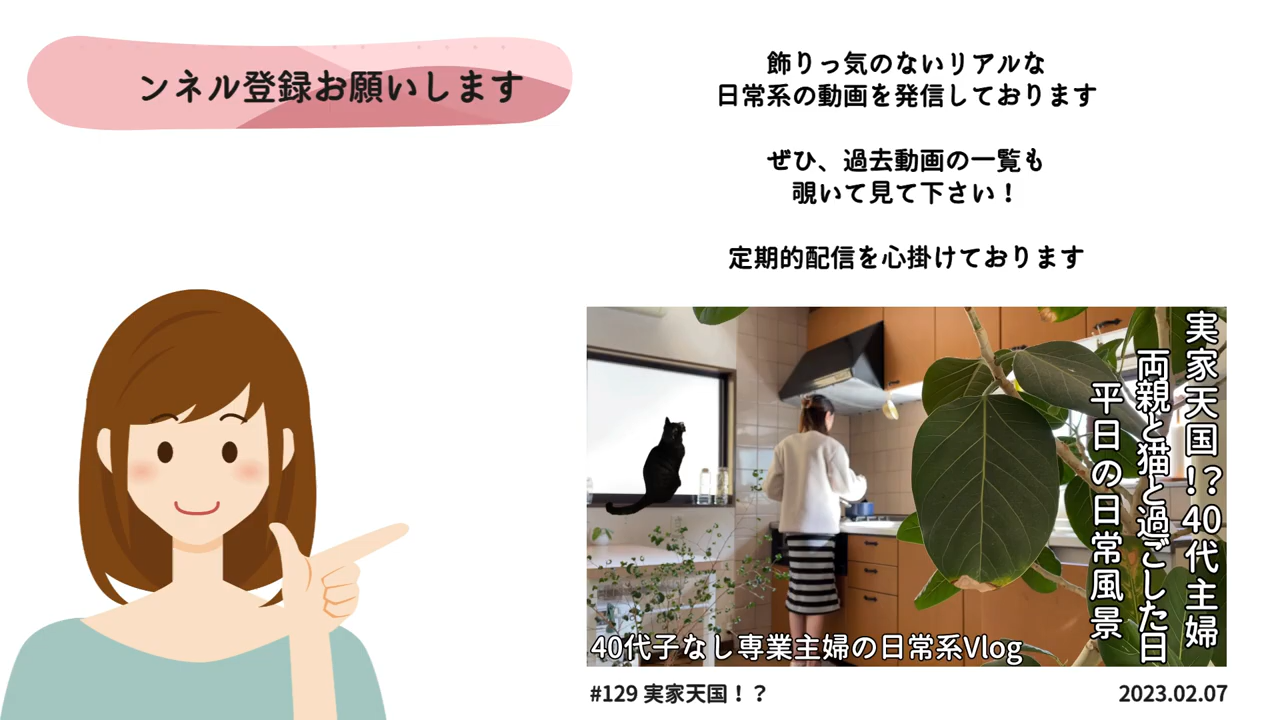 ンネル登録お願いします
飾りっ気のないリアルな
日常系の動画を発信しております
ぜひ、過去動画の一覧も
覗いて見て下さい！
定期的配信を心掛けております
実家天国!?40代主婦
両親と猫と過ごした日
平日の日常風景
40代子なし専業主婦の日常系Vlog
#129 実家天国！？
2023.02.07